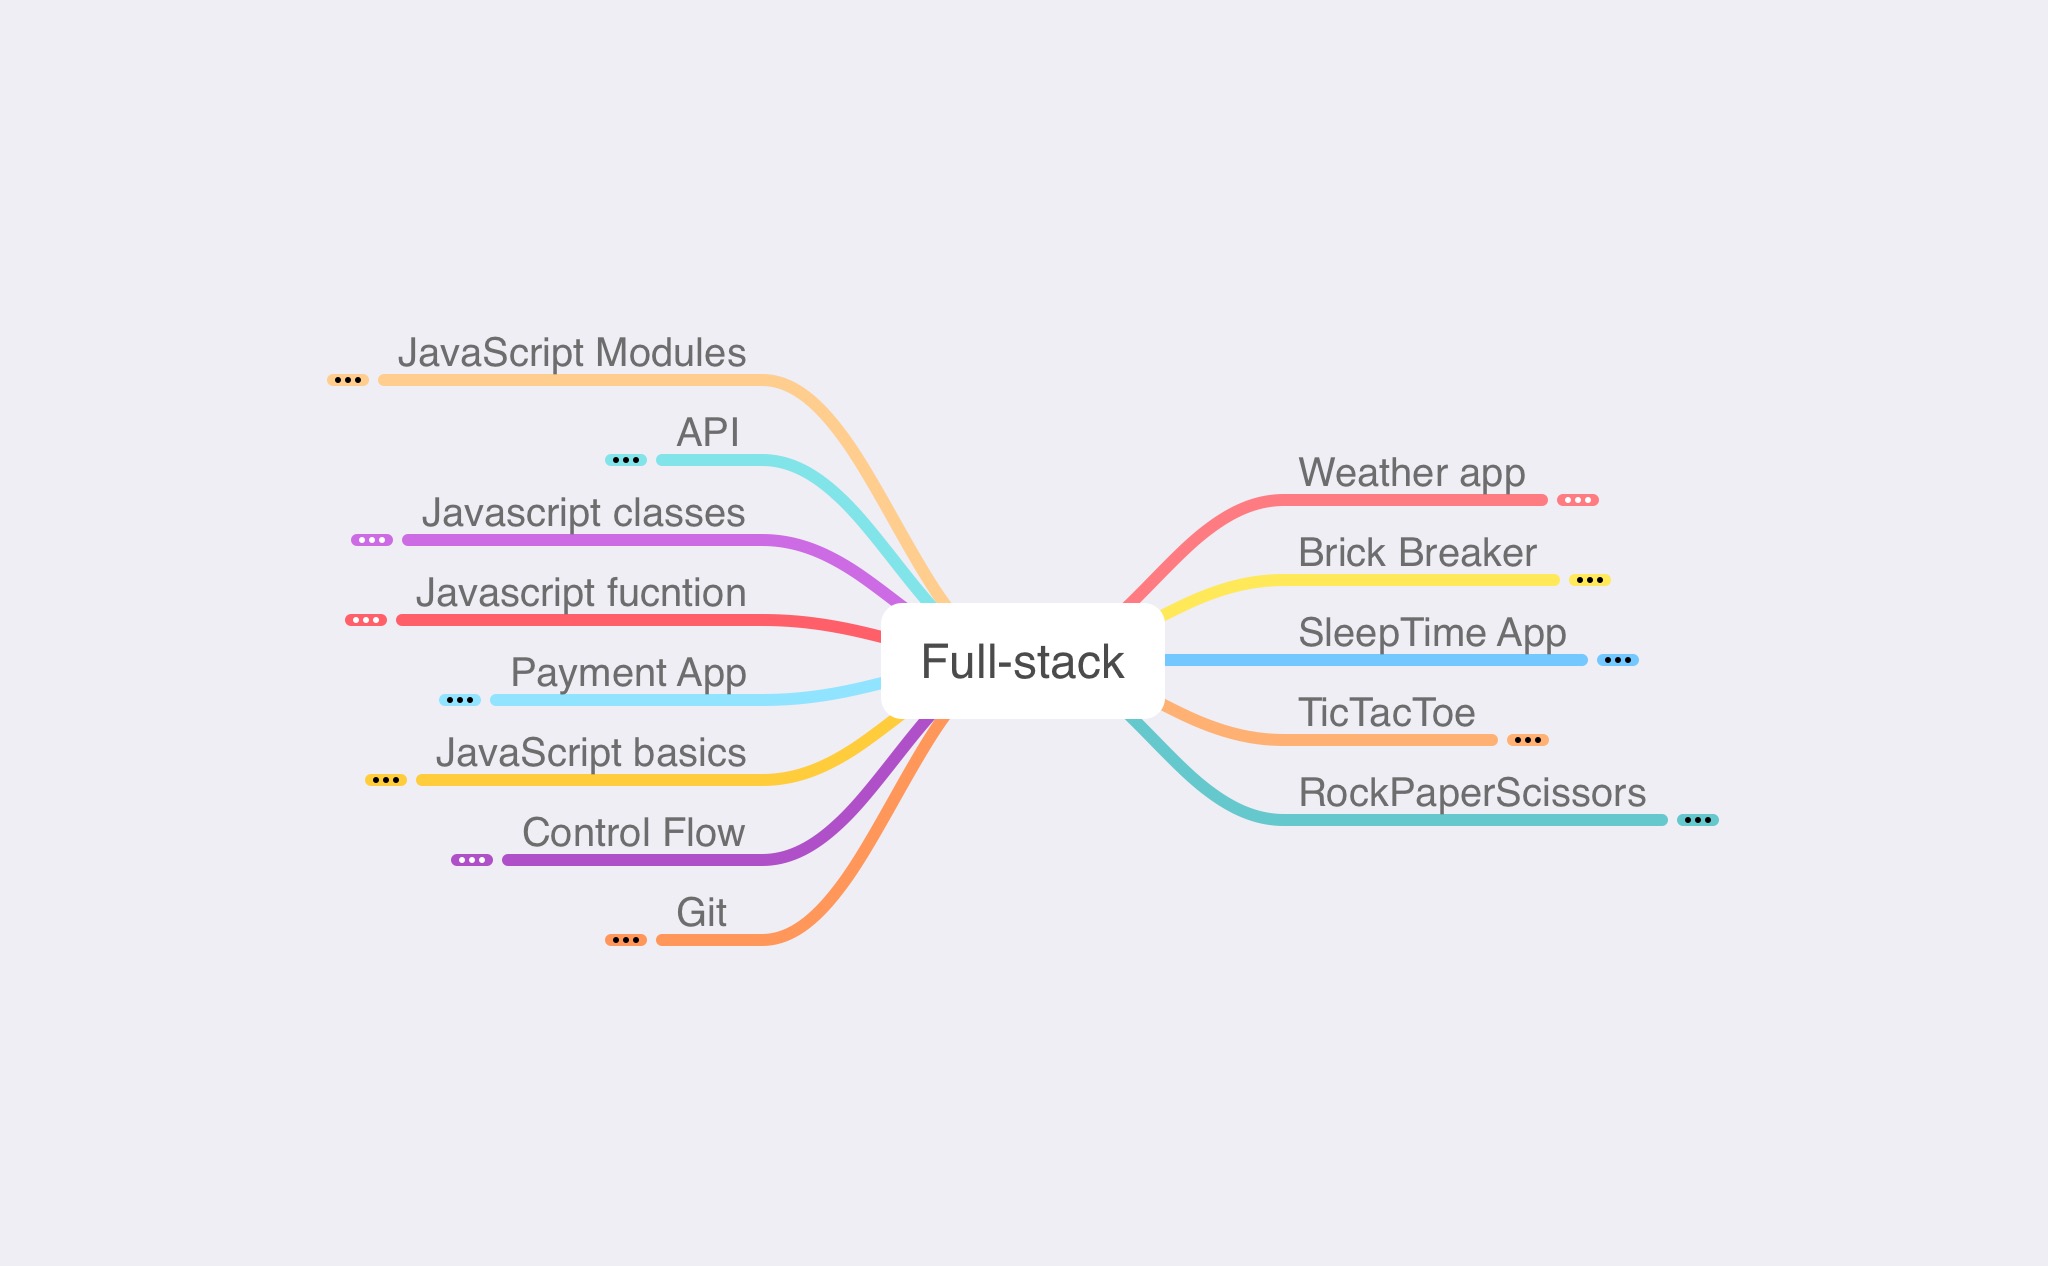 JavaScript Modules
API
Javascript classes
Javascript fucntion
Payment App
JavaScript basics
Control Flow
Git
Full-stack
Weather app
Brick Breaker
SleepTime App
TicTacToe
RockPaperScissors